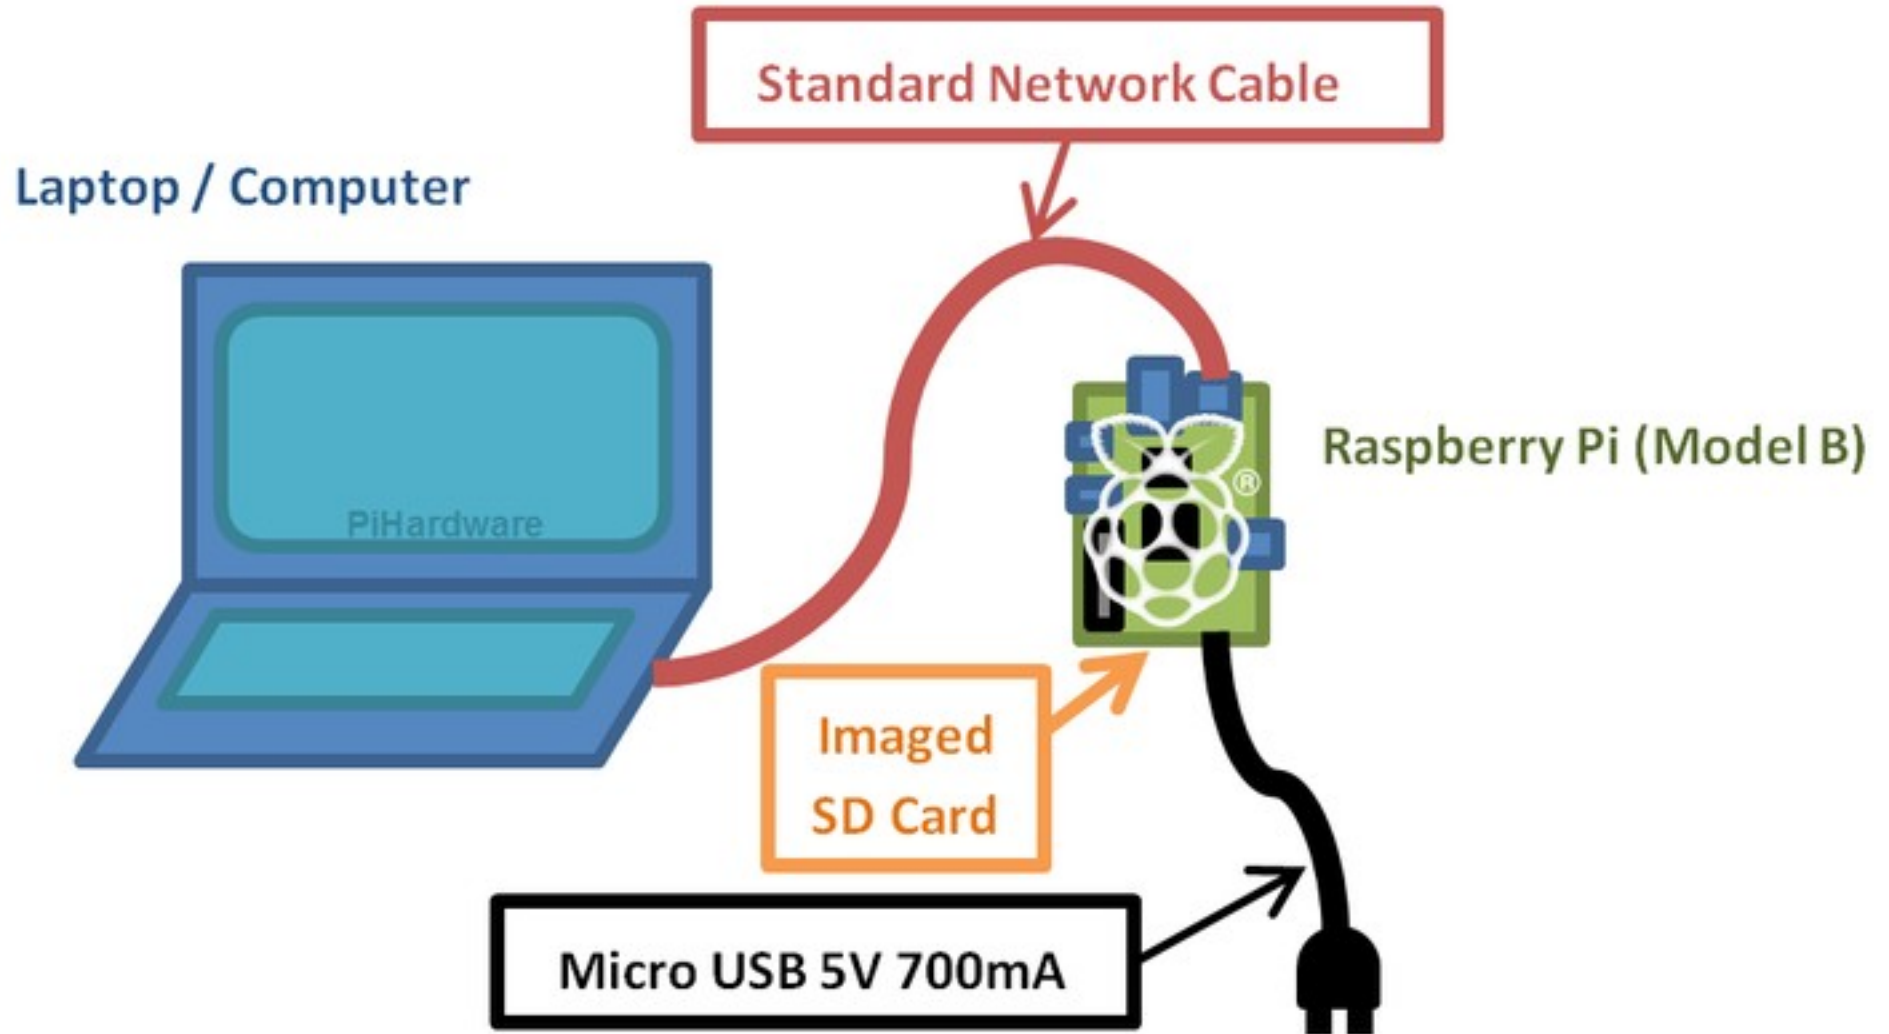 Standard Network Cable
Laptop / Computer
Raspberry Pi (Model B)
®
PiHardware
Imaged
SD Card
Micro USB 5V 700mA